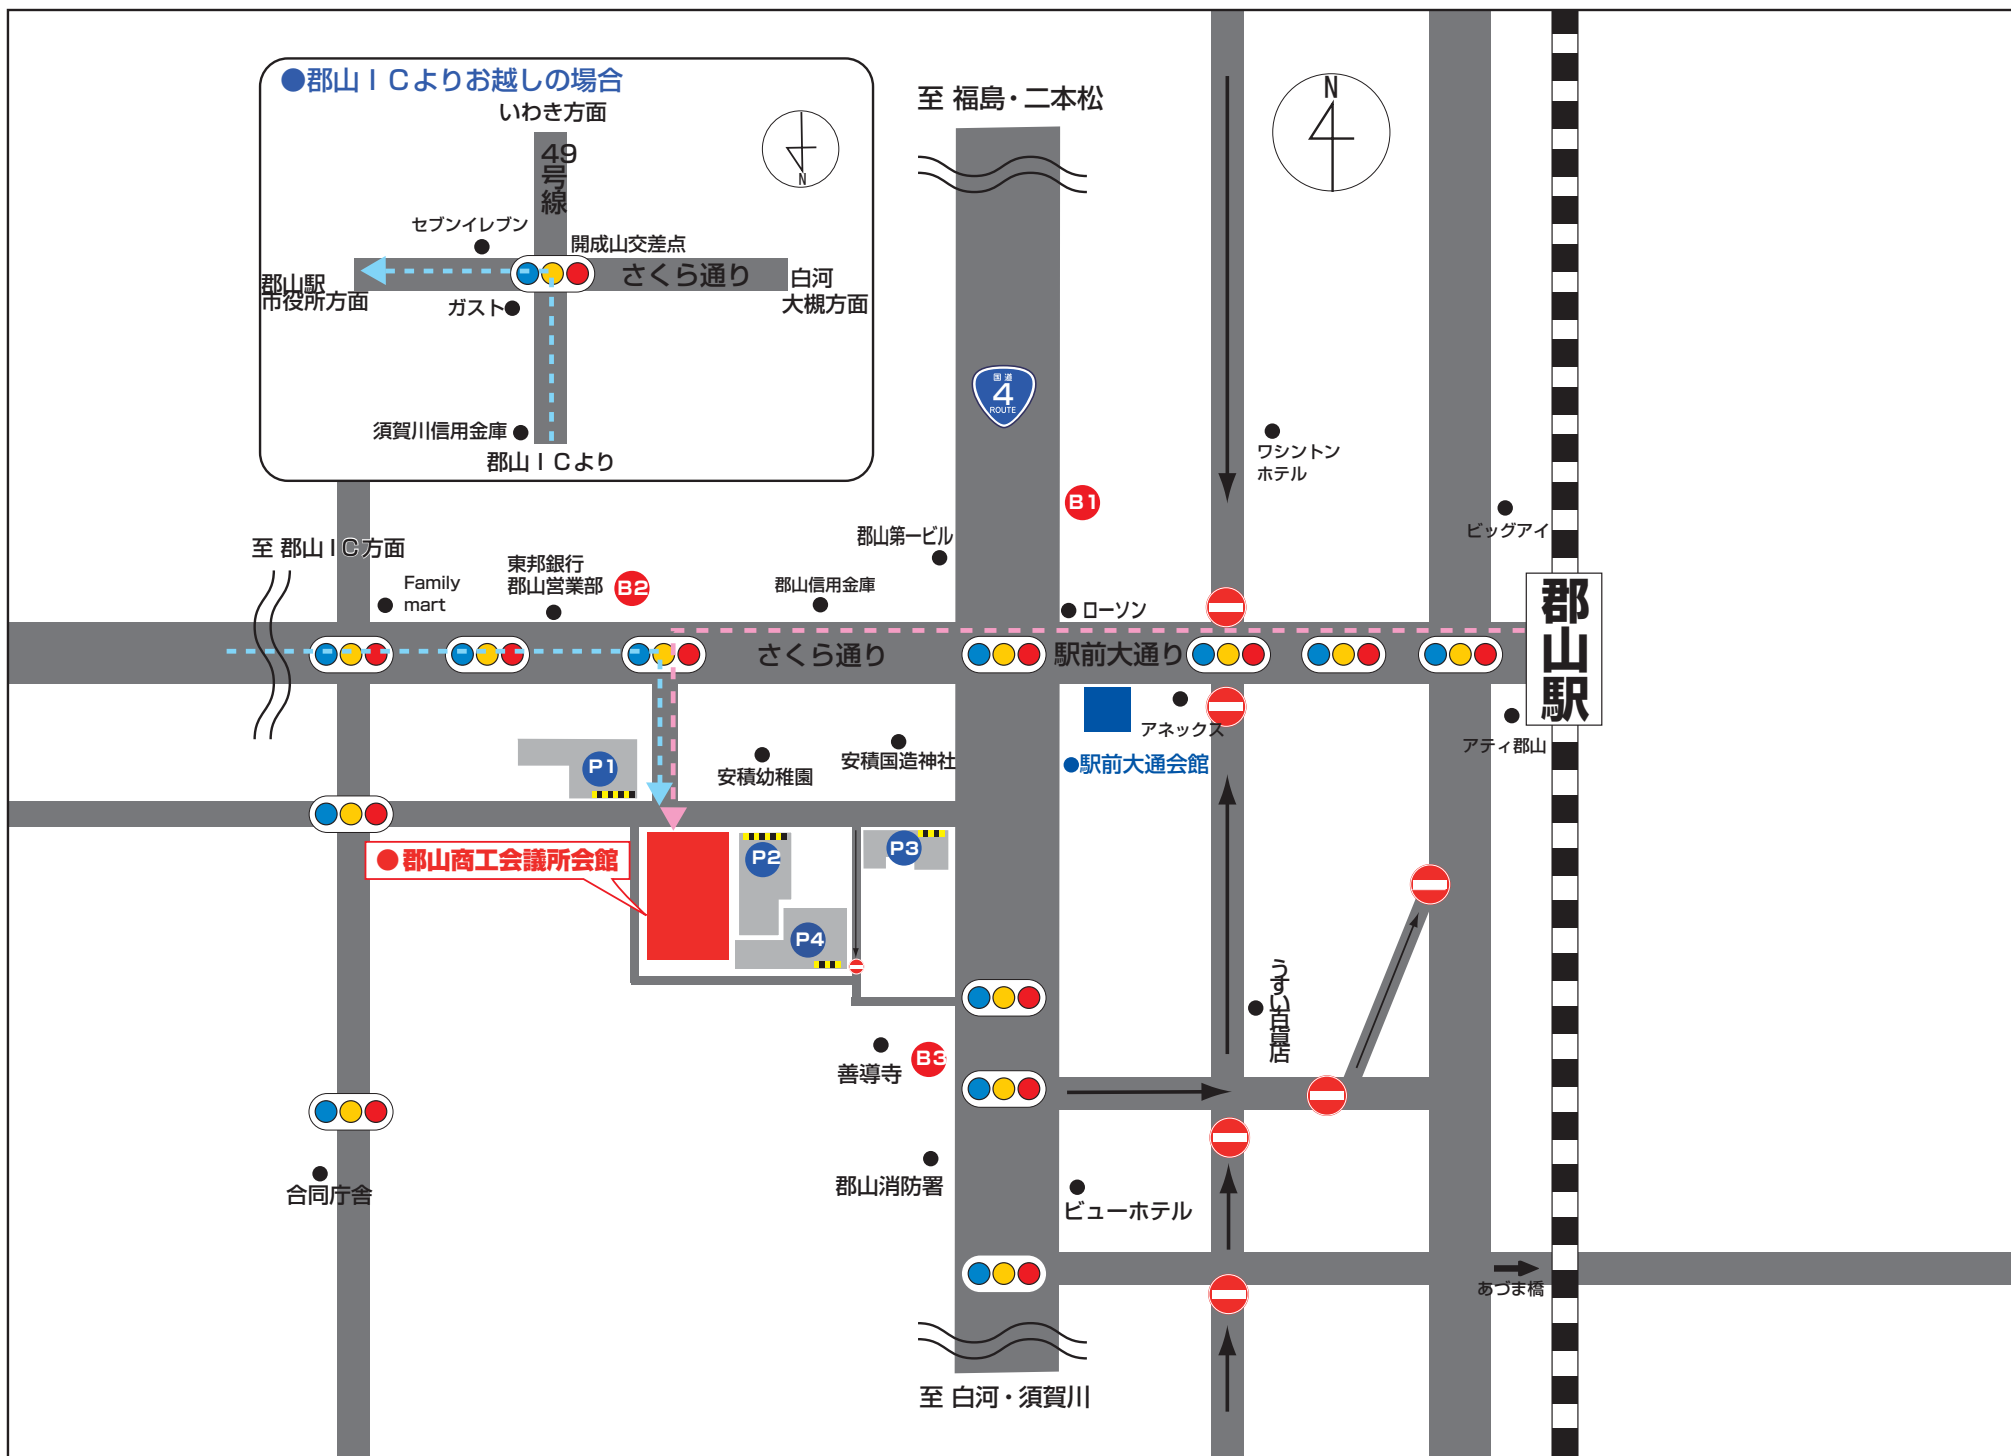 ●郡山ICよりお越しの場合
いわき方面
49号線
N
セブンイレブン
開成山交差点
さくら通り
郡山駅
市役所方面
白河
大槻方面
ガスト
須賀川信用金庫
郡山ICより
至 福島・二本松
N
国道
4
ROUTE
ワシントン
ホテル
B1
ビッグアイ
郡山第一ビル
至 郡山IC方面
東邦銀行
郡山営業部
B2
Family
mart
郡山信用金庫
ローソン
郡山駅
さくら通り
駅前大通り
アネックス
アティ郡山
●駅前大通会館
安積国造神社
安積幼稚園
P1
●郡山商工会議所会館
P2
P3
P4
うすい百貨店
善導寺
B3
郡山消防署
合同庁舎
ビューホテル
あづま橋
至 白河・須賀川